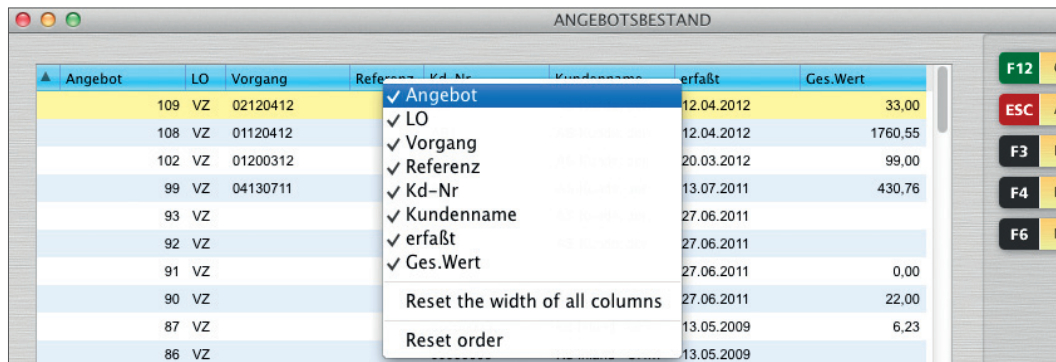 ANGEBOTSBESTAND
Angebot LO Vorgang Referenz Kd-Nr Kundenname erfaßt Ges.Wert
109 VZ 02120412 12.04.2012 33,00
108 VZ 01120412 12.04.2012 1760,55
102 VZ 01200312 20.03.2012 99,00
99 VZ 04130711 13.07.2011 430,76
93 VZ 27.06.2011
92 VZ 27.06.2011
91 VZ 27.06.2011 0,00
90 VZ 27.06.2011 22,00
87 VZ 13.05.2009 6,23
86 VZ 13.05.2009
Angebot
LO
Vorgang
Referenz
Kd-Nr
Kundenname
erfaßt
Ges.Wert
Reset the width of all columns
Reset order
F12
ESC
F3
F4
F6